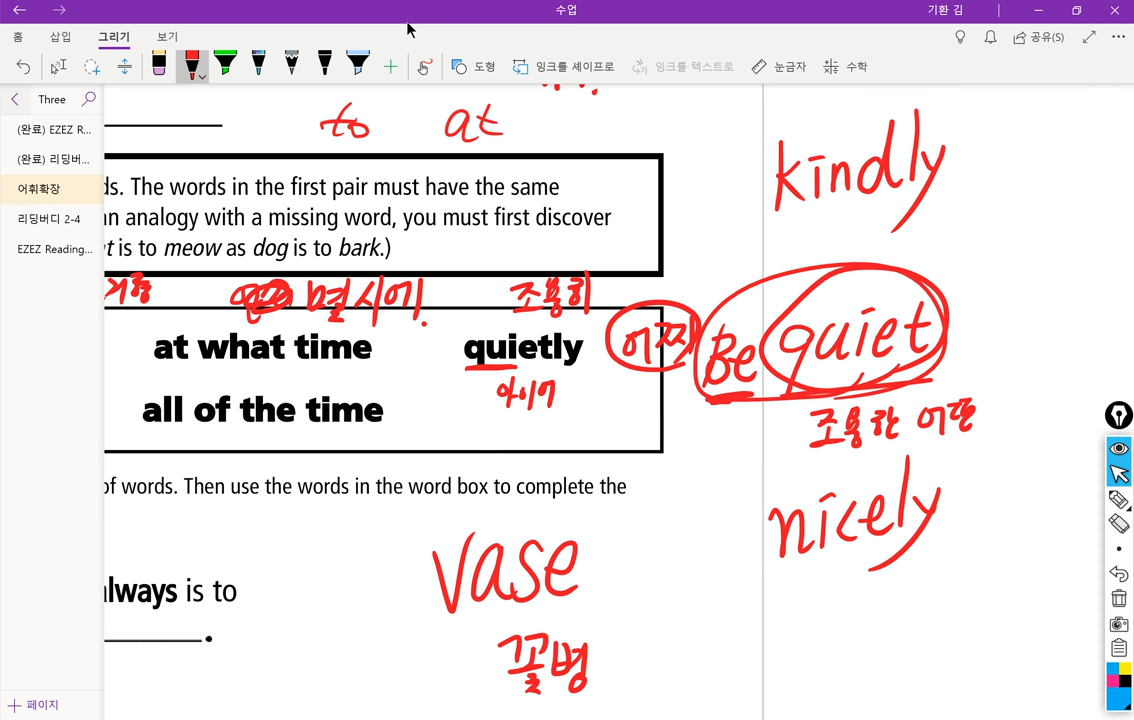 수업
기환 김
홈 삽입 그리기 보기
공유(S)
도형 잉크를 셰이프로 잉크를 텍스트로 눈금자 수학
Three
(완료) EZEZ R...
(완료) 리딩버...
어휘확장
리딩버디 2-4
EZEZ Reading...
페이지
to at
ds. The words in the first pair must have the same
n analogy with a missing word, you must first discover
t is to meow as dog is to bark.)
몇시에! 조용히
at what time quietly
아이어
all of the time
of words. Then use the words in the word box to complete the
lways is to
vase
꽃병
kindly
어찌 Be quiet
조용한 어떤
nicely